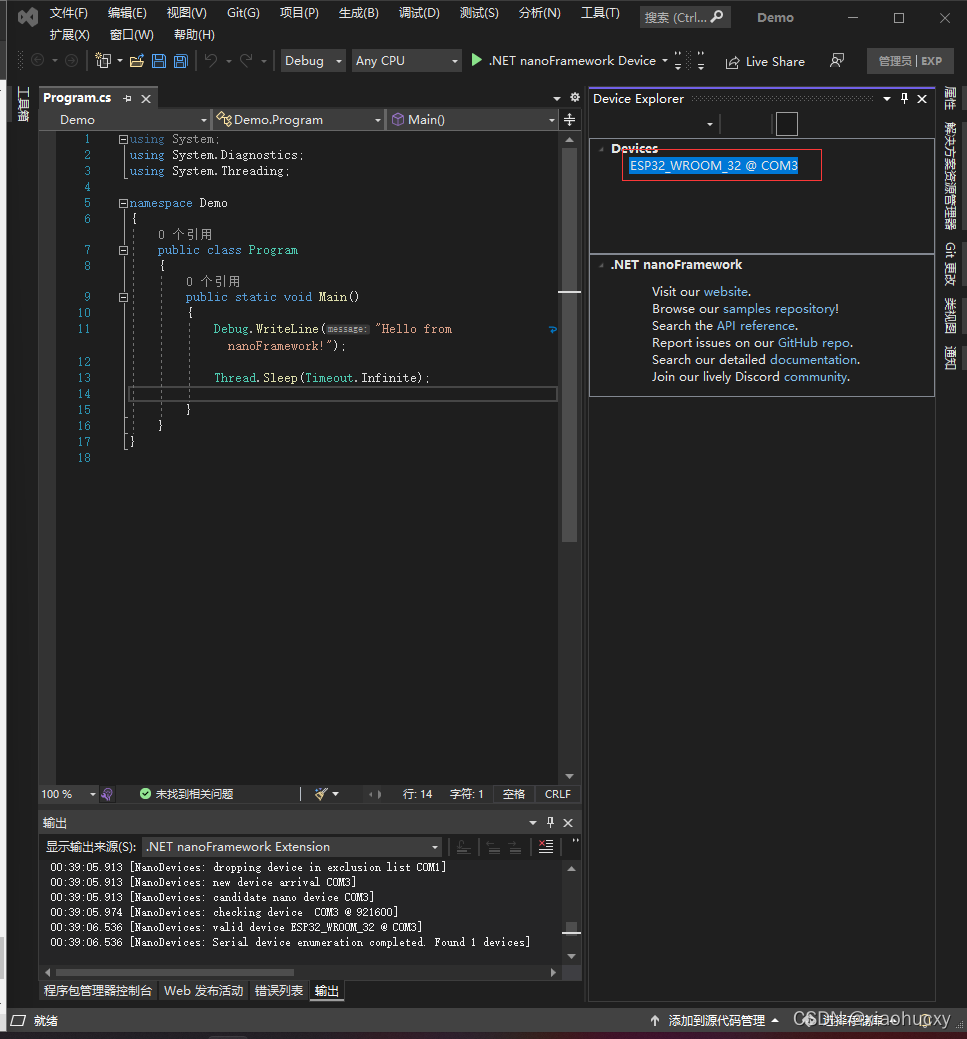 文件(F) 编辑(E) 视图(V) Git(G) 项目(P) 生成(B) 调试(D) 测试(S) 分析(N) 工具(T) 搜索 (Ctrl... Demo
扩展(X) 窗口(W) 帮助(H)
Debug Any CPU .NET nanoFramework Device Live Share 管理员 EXP
工具箱
Program.cs
Demo Demo.Program Main()
1 using System;
2 using System.Diagnostics;
3 using System.Threading;
4
5 namespace Demo
6 {
0 个引用
7 public class Program
8 {
0 个引用
9 public static void Main()
10 {
11 Debug.WriteLine(message: "Hello from
nanoFramework!");
12
13 Thread.Sleep(Timeout.Infinite);
14
15 }
16 }
17 }
18
100 % 未找到相关问题 行: 14 字符: 1 空格 CRLF
Device Explorer
Devices
ESP32_WROOM_32 @ COM3
.NET nanoFramework
Visit our website.
Browse our samples repository!
Search the API reference.
Report issues on our GitHub repo.
Search our detailed documentation.
Join our lively Discord community.
属性
解决方案资源管理器
Git 更改
类视图
通知
输出
显示输出来源(S): .NET nanoFramework Extension
00:39:05.913 [NanoDevices: dropping device in exclusion list COM1]
00:39:05.913 [NanoDevices: new device arrival COM3]
00:39:05.913 [NanoDevices: candidate nano device COM3]
00:39:05.974 [NanoDevices: checking device COM3 @ 921600]
00:39:06.536 [NanoDevices: valid device ESP32_WROOM_32 @ COM3]
00:39:06.536 [NanoDevices: Serial device enumeration completed. Found 1 devices]
程序包管理器控制台 Web 发布活动 错误列表 输出
就绪 添加到源代码管理 选择存储库
CSDN @xiaohucxy